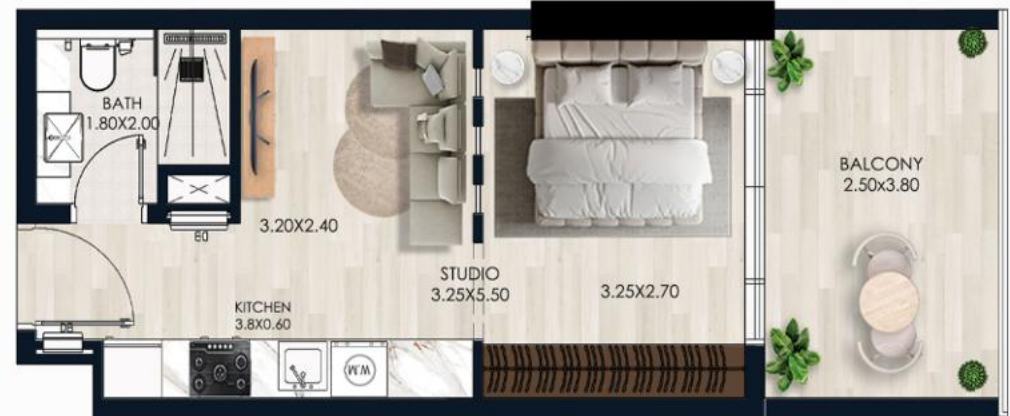 BATH
1.80X2.00
3.20X2.40
STUDIO
3.25X5.50
3.25X2.70
KITCHEN
3.8X0.60
W.M
BALCONY
2.50x3.80
DB